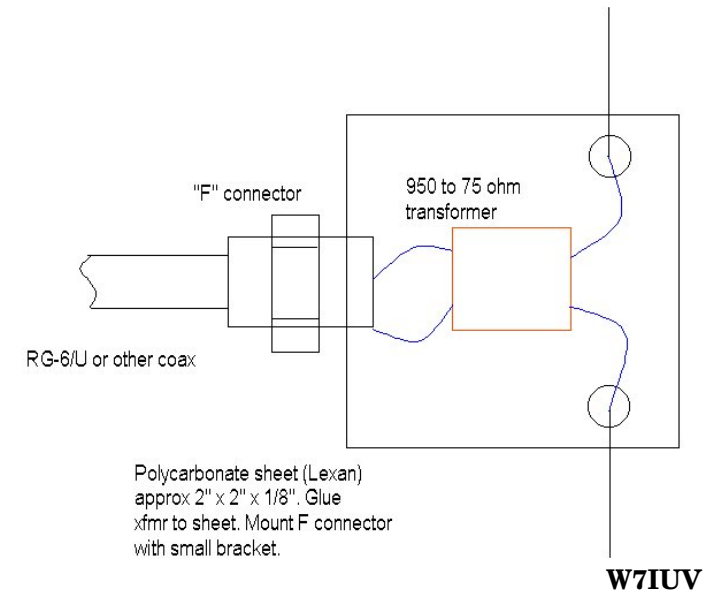 "F" connector
950 to 75 ohm
transformer
RG-6/U or other coax
Polycarbonate sheet (Lexan)
approx 2" x 2" x 1/8". Glue
xfmr to sheet. Mount F connector
with small bracket.
W7IUV